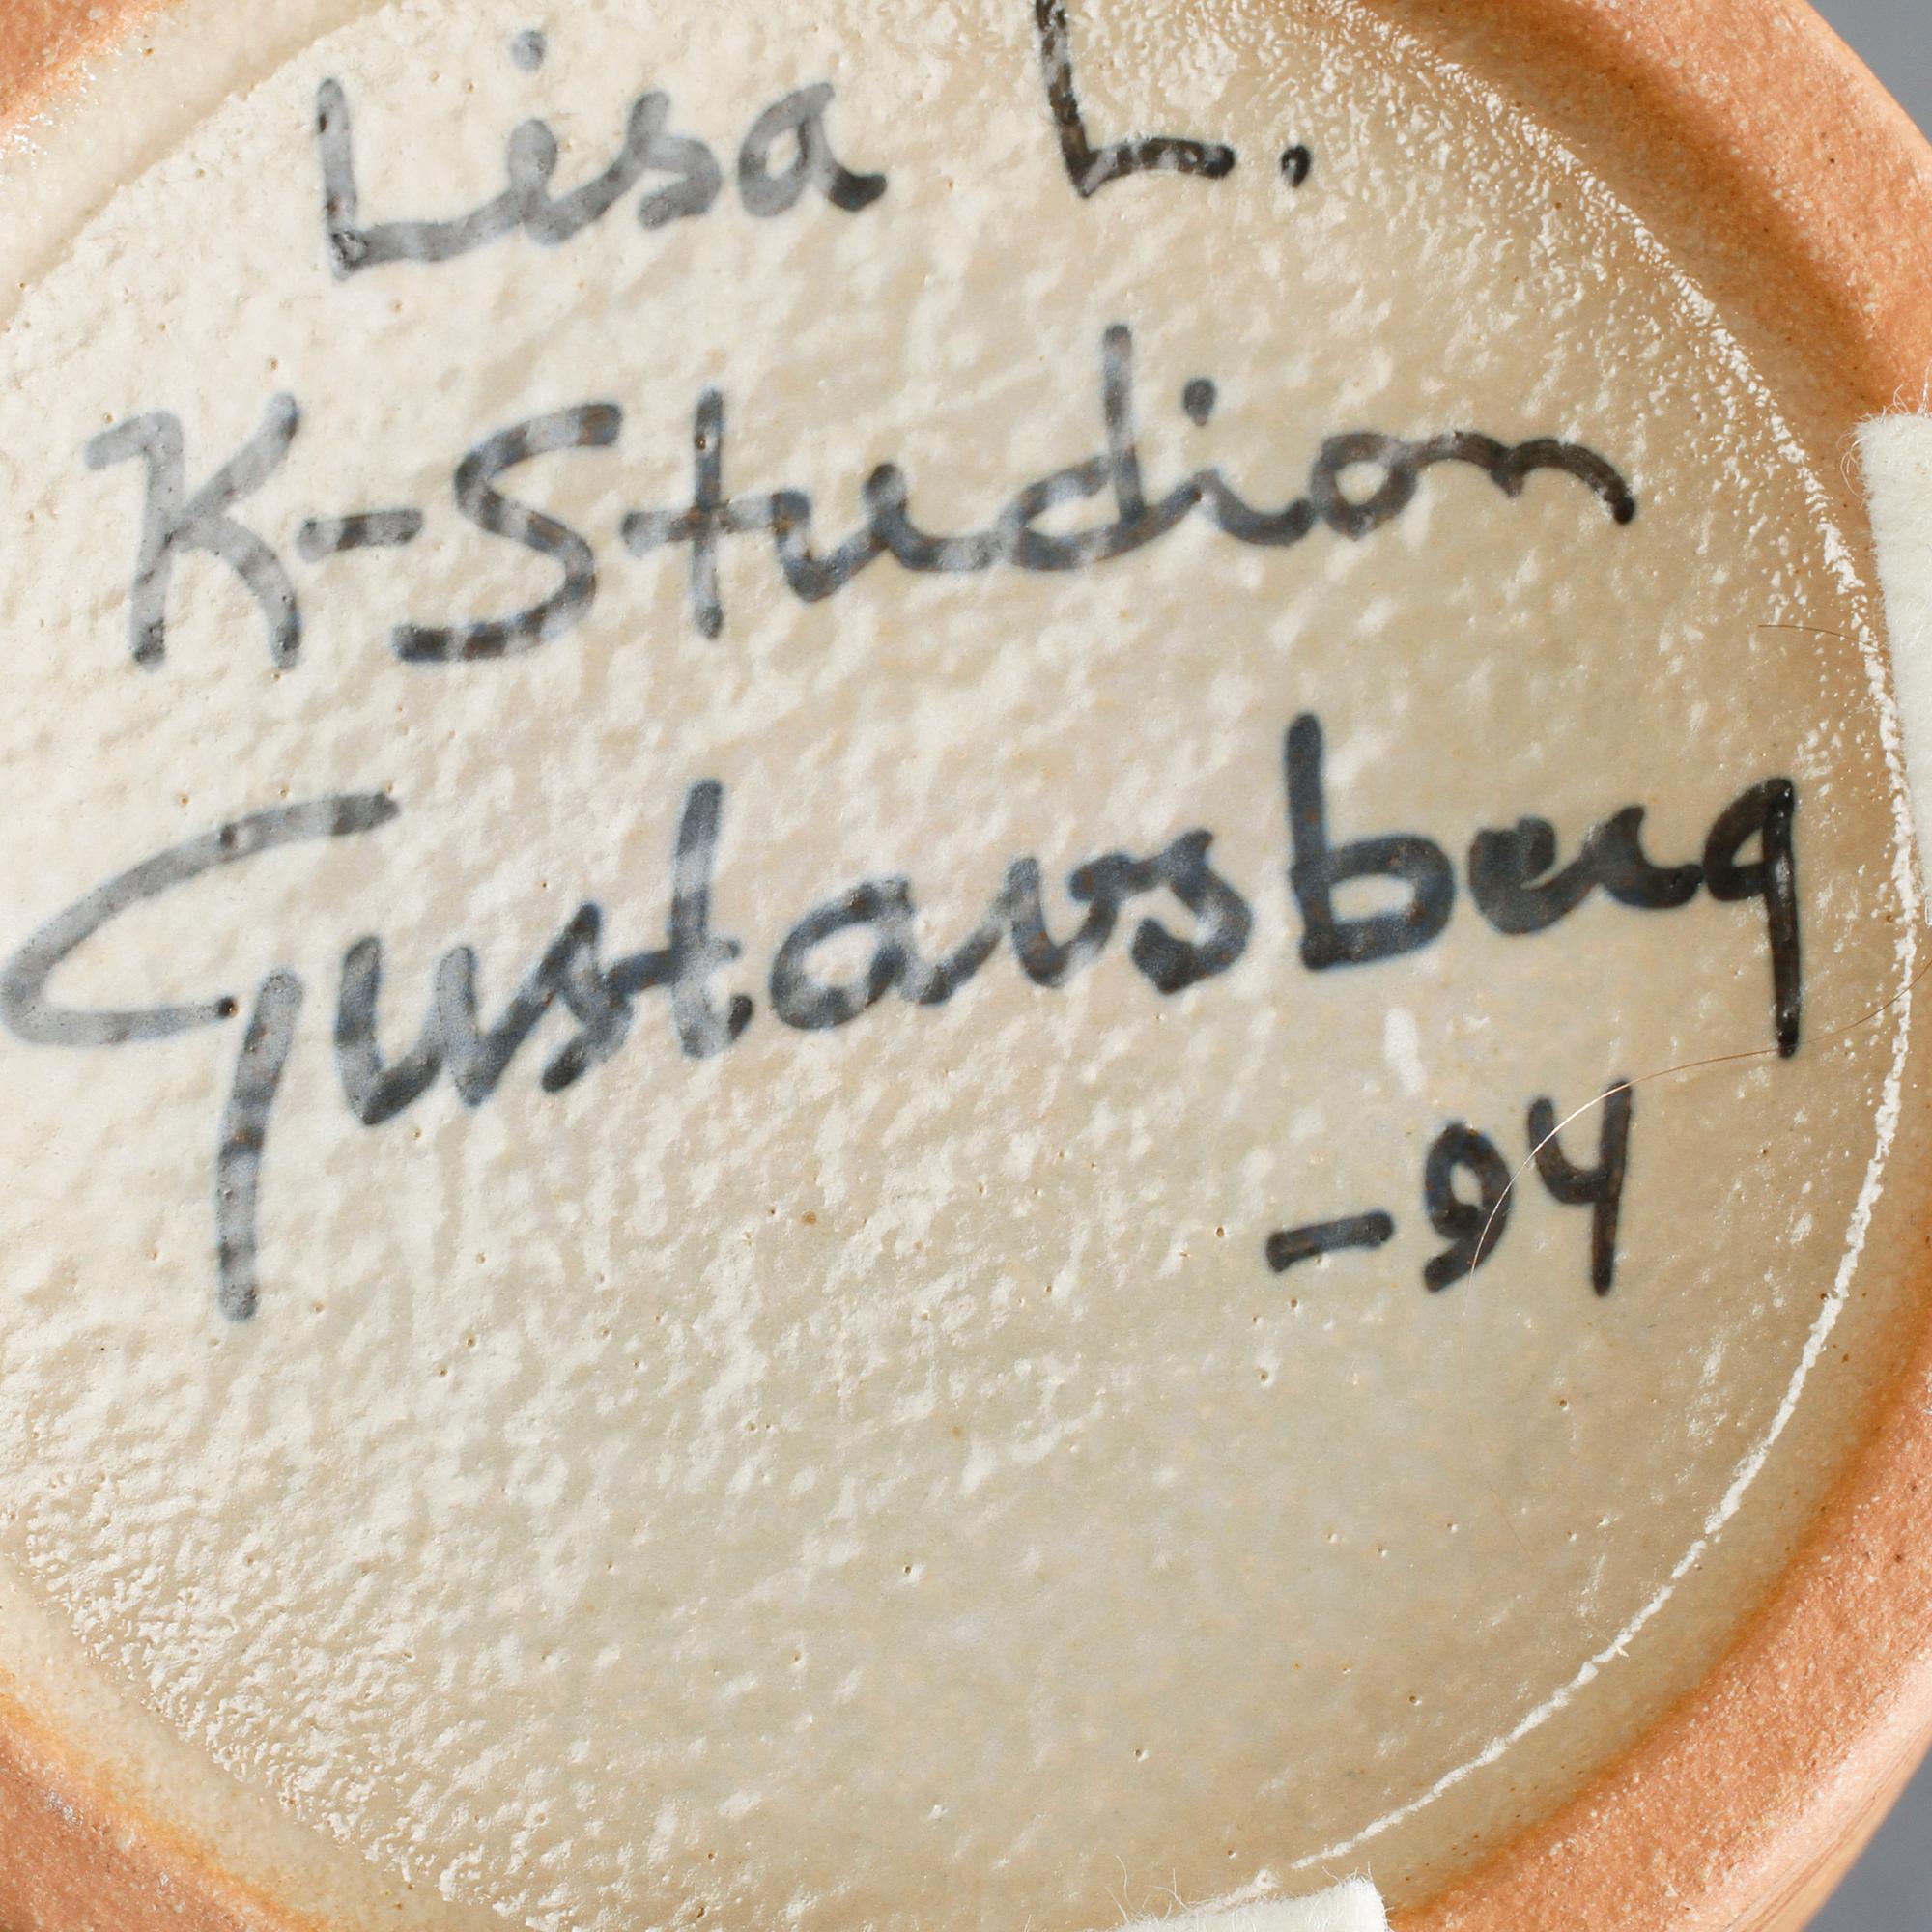 Lisa L.
K-Studion
Gustavsberg
-94